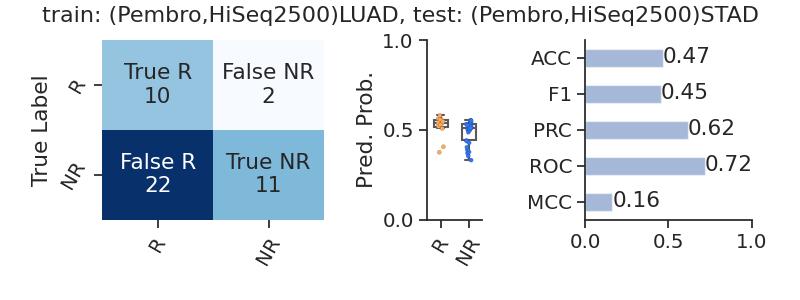 train: (Pembro,HiSeq2500)LUAD, test: (Pembro,HiSeq2500)STAD
True Label
R
NR
True R
10
False NR
2
False R
22
True NR
11
R
NR
Pred. Prob.
1.0
0.5
0.0
R
NR
ACC
0.47
F1
0.45
PRC
0.62
ROC
0.72
MCC
0.16
0.0
0.5
1.0